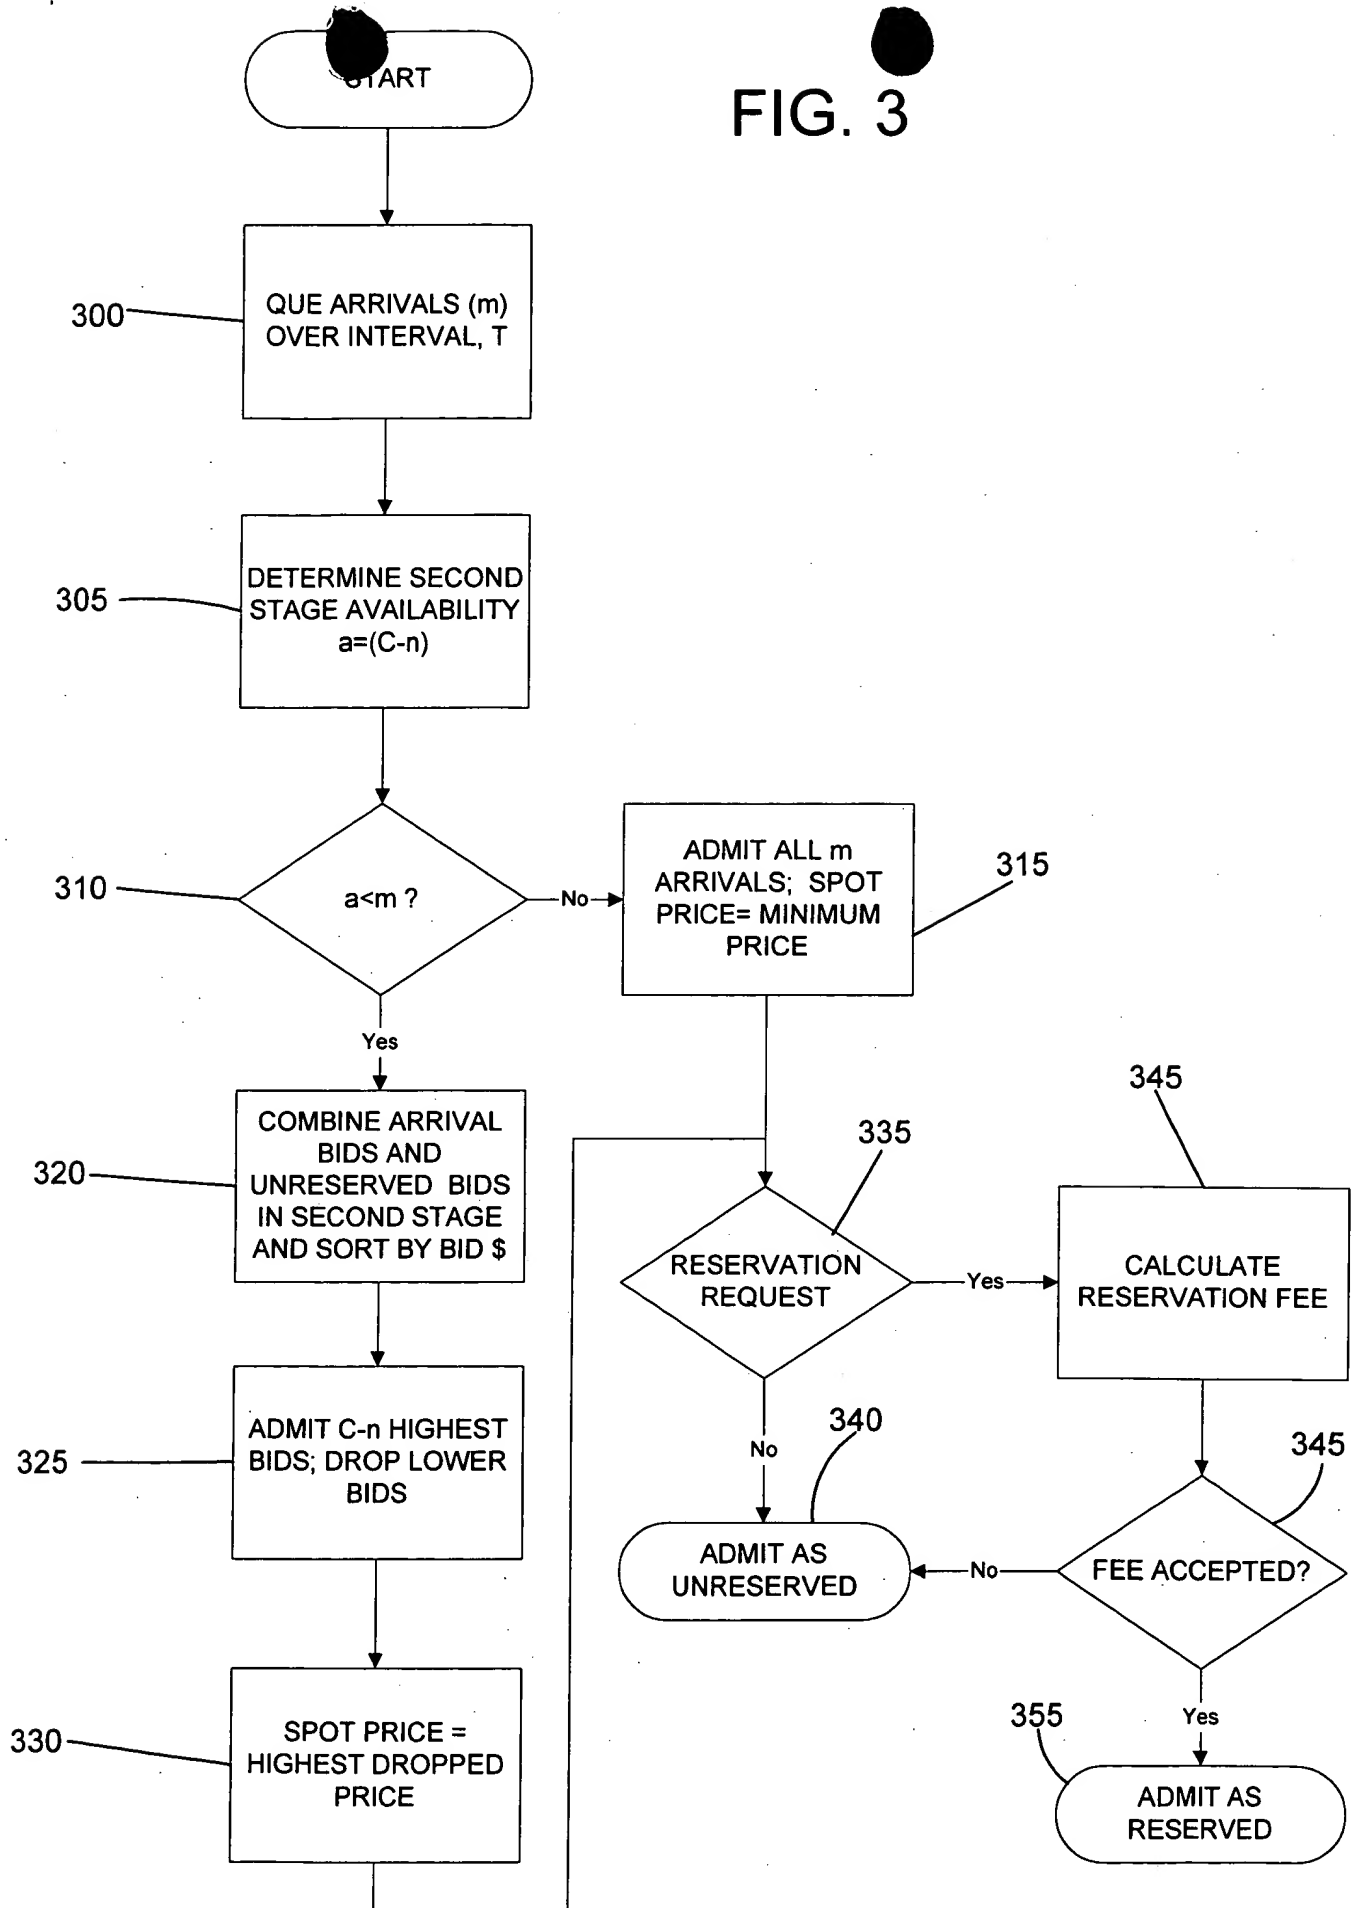 START
FIG. 3
300
QUE ARRIVALS (m)
OVER INTERVAL, T
305
DETERMINE SECOND
STAGE AVAILABILITY
a=(C-n)
310
a<m ?
No
ADMIT ALL m
ARRIVALS; SPOT
PRICE= MINIMUM
PRICE
315
Yes
320
COMBINE ARRIVAL
BIDS AND
UNRESERVED BIDS
IN SECOND STAGE
AND SORT BY BID $
335
RESERVATION
REQUEST
Yes
345
CALCULATE
RESERVATION FEE
325
ADMIT C-n HIGHEST
BIDS; DROP LOWER
BIDS
No
340
ADMIT AS
UNRESERVED
No
345
FEE ACCEPTED?
330
SPOT PRICE =
HIGHEST DROPPED
PRICE
Yes
355
ADMIT AS
RESERVED